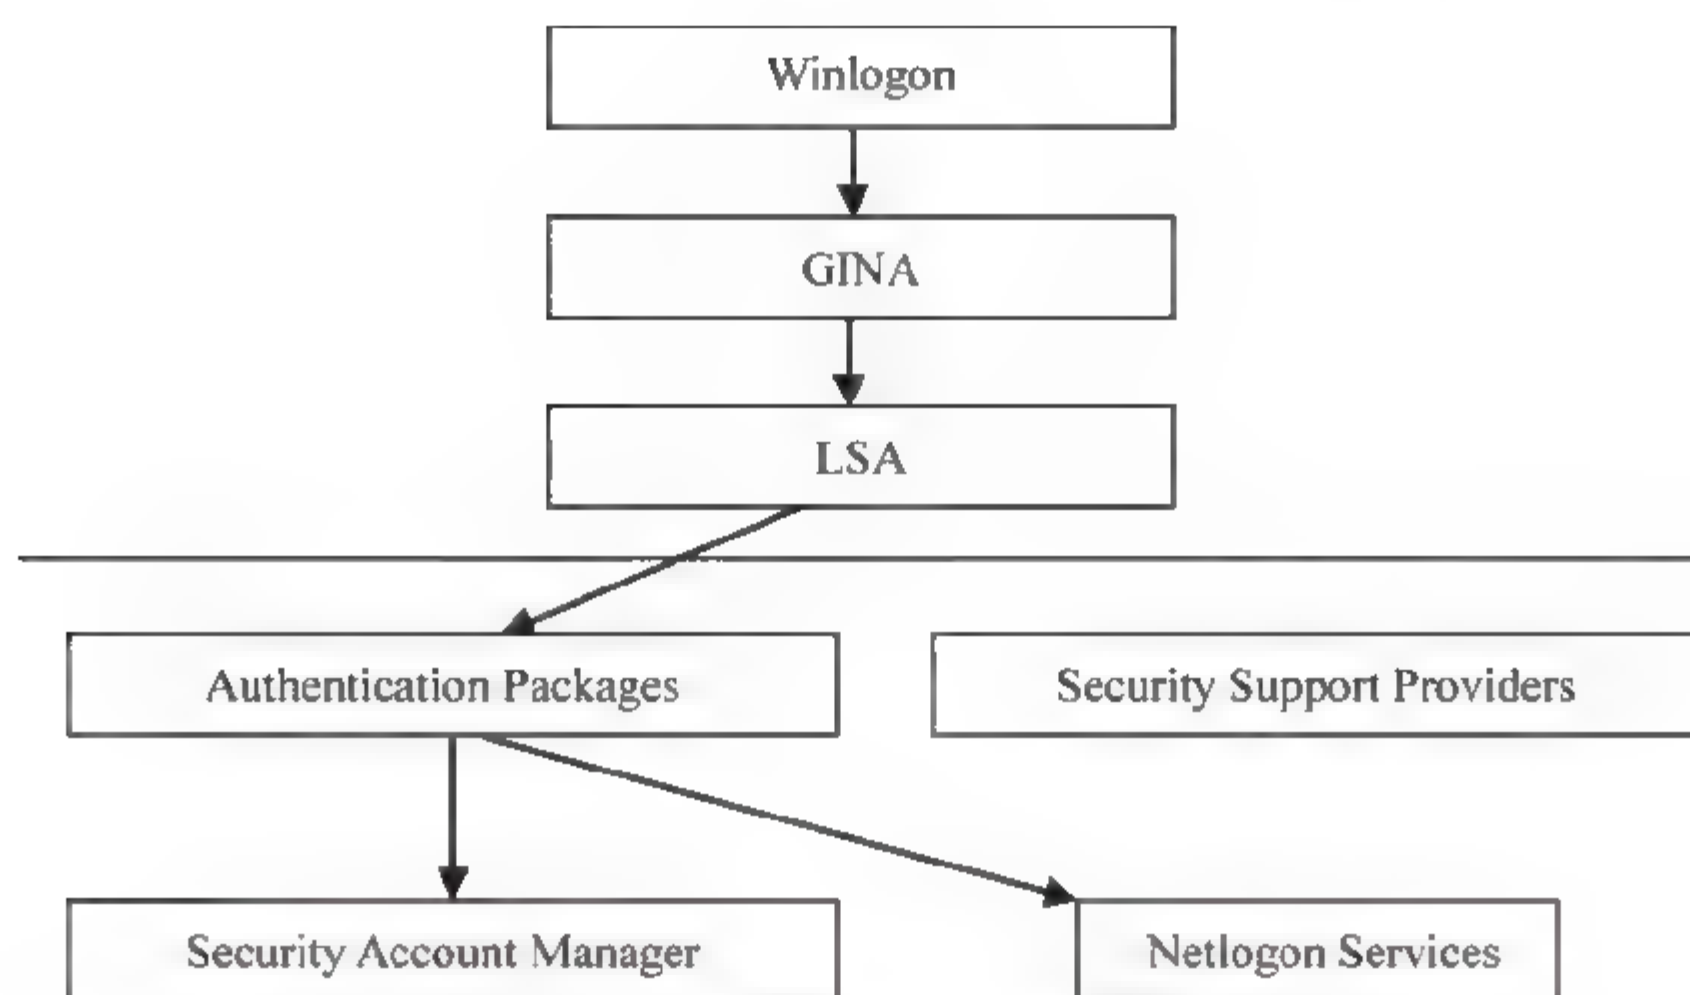 Winlogon
GINA
LSA
Authentication Packages
Security Support Providers
Security Account Manager
Netlogon Services